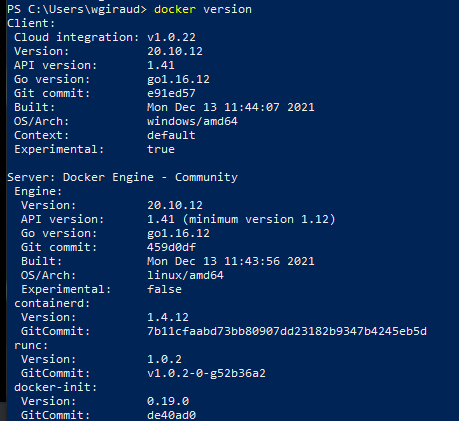 PS C:\Users\wgiraud> docker version
Client:
 Cloud integration: v1.0.22
 Version:           20.10.12
 API version:       1.41
 Go version:        go1.16.12
 Git commit:        e91ed57
 Built:             Mon Dec 13 11:44:07 2021
 OS/Arch:           windows/amd64
 Context:           default
 Experimental:      true

Server: Docker Engine - Community
 Engine:
  Version:          20.10.12
  API version:      1.41 (minimum version 1.12)
  Go version:       go1.16.12
  Git commit:       459d0df
  Built:            Mon Dec 13 11:43:56 2021
  OS/Arch:          linux/amd64
  Experimental:     false
 containerd:
  Version:          1.4.12
  GitCommit:        7b11cfaabd73bb80907dd23182b9347b4245eb5d
 runc:
  Version:          1.0.2
  GitCommit:        v1.0.2-0-g52b36a2
 docker-init:
  Version:          0.19.0
  GitCommit:        de40ad0